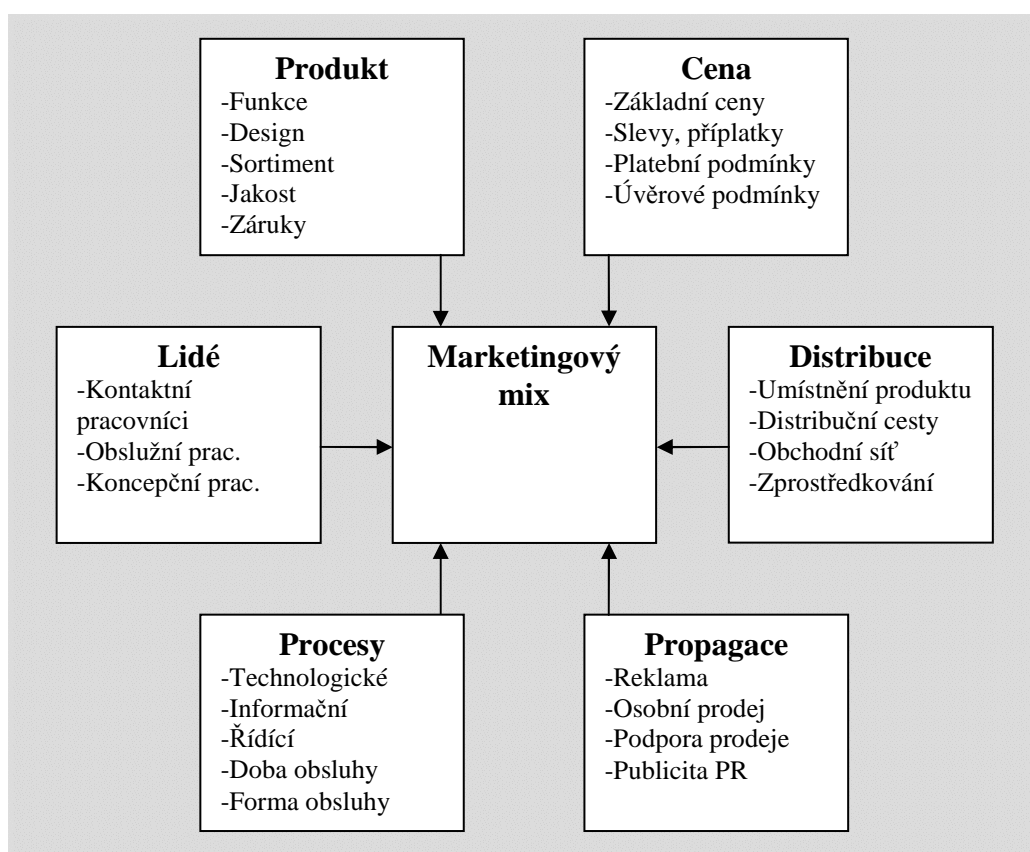 Produkt
-Funkce
-Design
-Sortiment
-Jakost
-Záruky
Cena
-Základní ceny
-Slevy, příplatky
-Platební podmínky
-Úvěrové podmínky
Lidé
-Kontaktní
pracovníci
-Obslužní prac.
-Koncepční prac.
Marketingový
mix
Distribuce
-Umístnění produktu
-Distribuční cesty
-Obchodní síť
-Zprostředkování
Procesy
-Technologické
-Informační
-Řídící
-Doba obsluhy
-Forma obsluhy
Propagace
-Reklama
-Osobní prodej
-Podpora prodeje
-Publicita PR